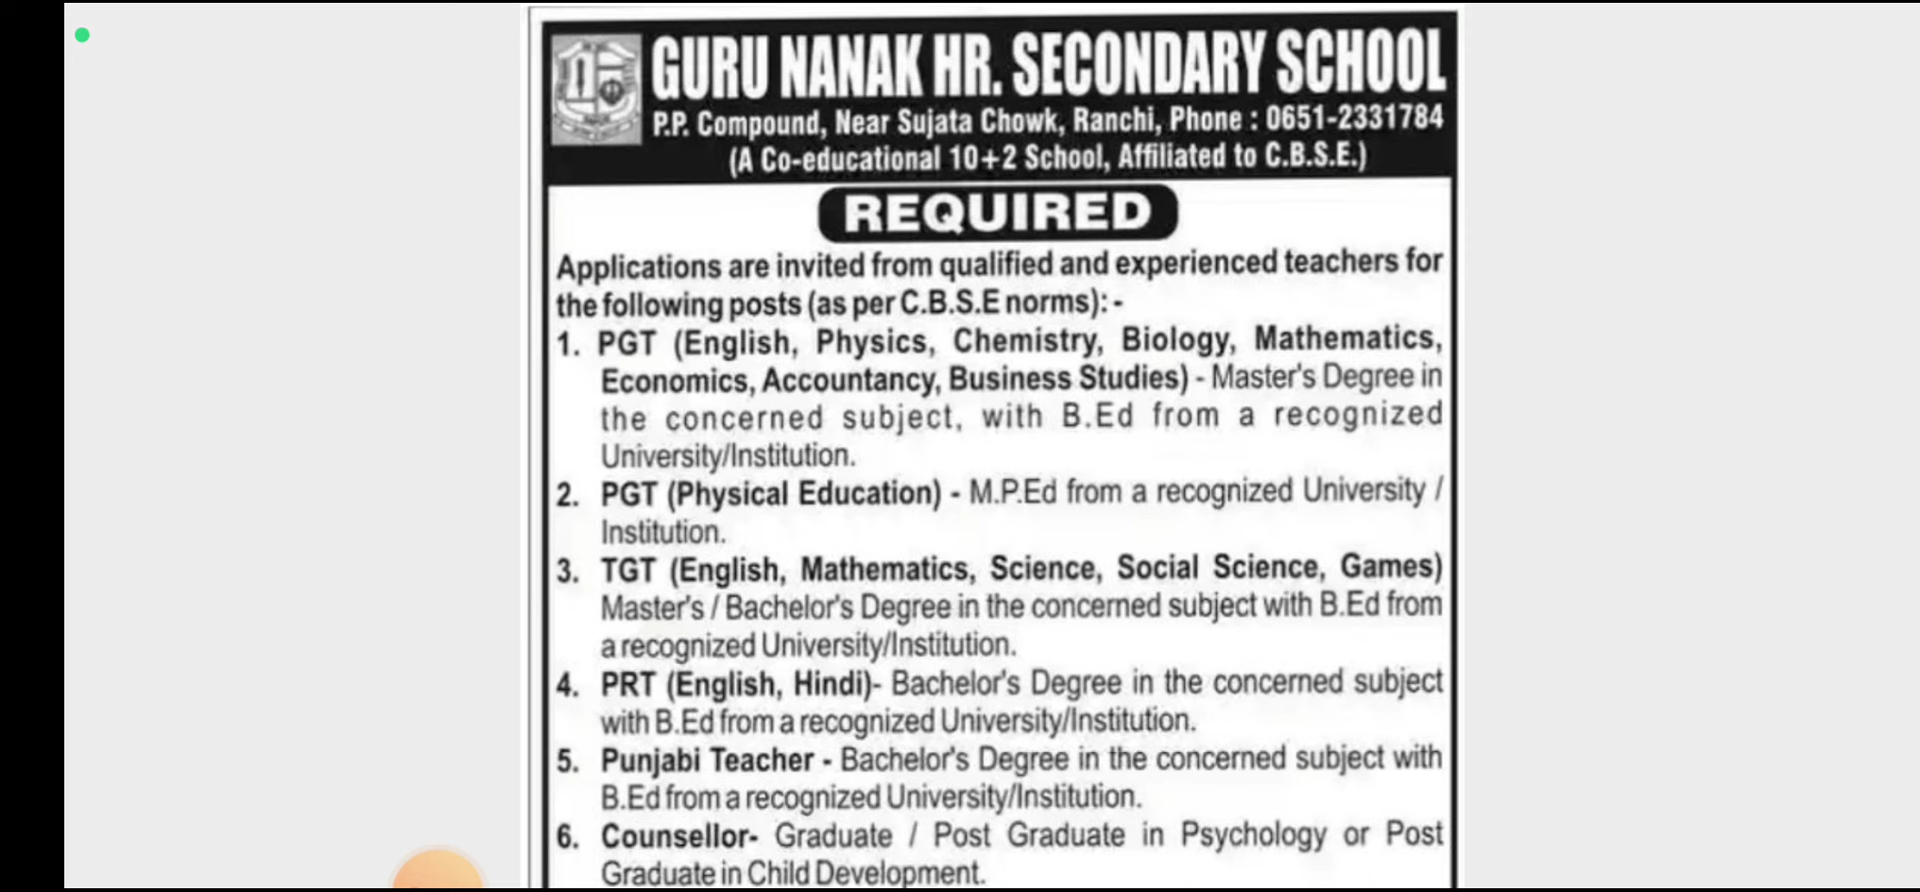 GURU NANAK HR. SECONDARY SCHOOL
P.P. Compound, Near Sujata Chowk, Ranchi, Phone : 0651-2331784
(A Co-educational 10+2 School, Affiliated to C.B.S.E.)
REQUIRED
Applications are invited from qualified and experienced teachers for
the following posts (as per C.B.S.E norms): -
1. PGT (English, Physics, Chemistry, Biology, Mathematics,
Economics, Accountancy, Business Studies) - Master's Degree in
the concerned subject, with B.Ed from a recognized
University/Institution.
2. PGT (Physical Education) - M.P.Ed from a recognized University /
Institution.
3. TGT (English, Mathematics, Science, Social Science, Games)
Master's / Bachelor's Degree in the concerned subject with B.Ed from
a recognized University/Institution.
4. PRT (English, Hindi)- Bachelor's Degree in the concerned subject
with B.Ed from a recognized University/Institution.
5. Punjabi Teacher - Bachelor's Degree in the concerned subject with
B.Ed from a recognized University/Institution.
6. Counsellor- Graduate / Post Graduate in Psychology or Post
Graduate in Child Development.